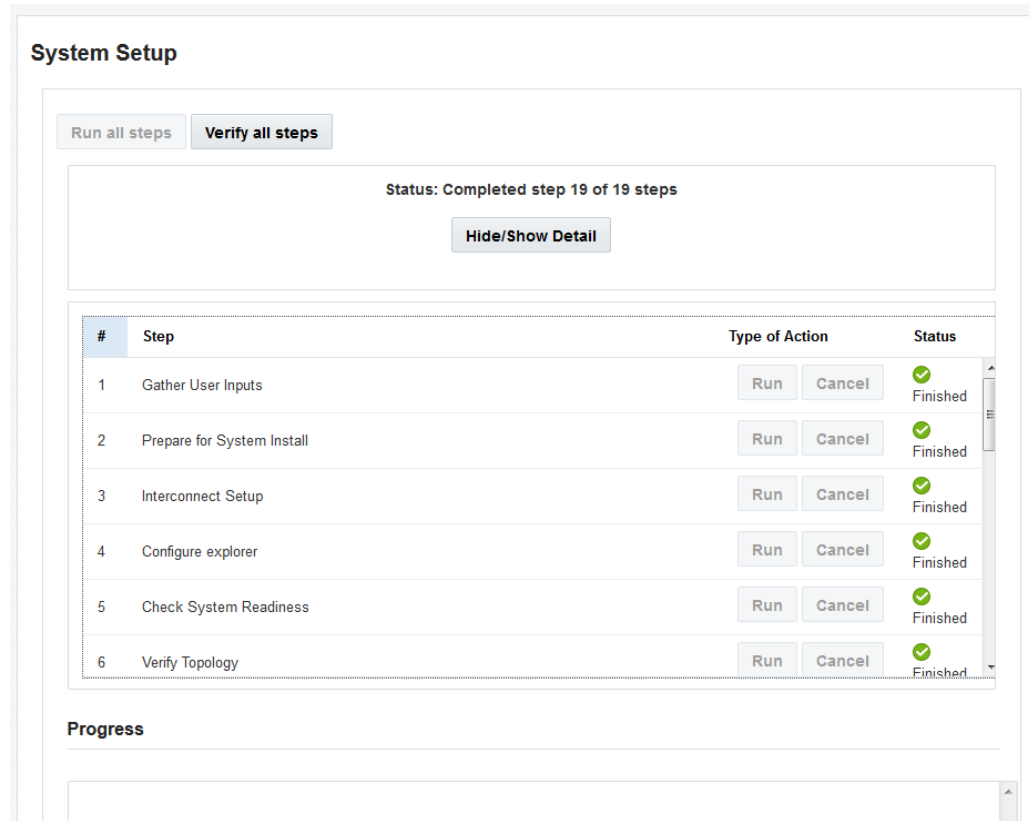 System Setup
Run all steps Verify all steps
Status: Completed step 19 of 19 steps
Hide/Show Detail
# Step Type of Action Status
1 Gather User Inputs Run Cancel Finished
2 Prepare for System Install Run Cancel Finished
3 Interconnect Setup Run Cancel Finished
4 Configure explorer Run Cancel Finished
5 Check System Readiness Run Cancel Finished
6 Verify Topology Run Cancel Finished
Progress